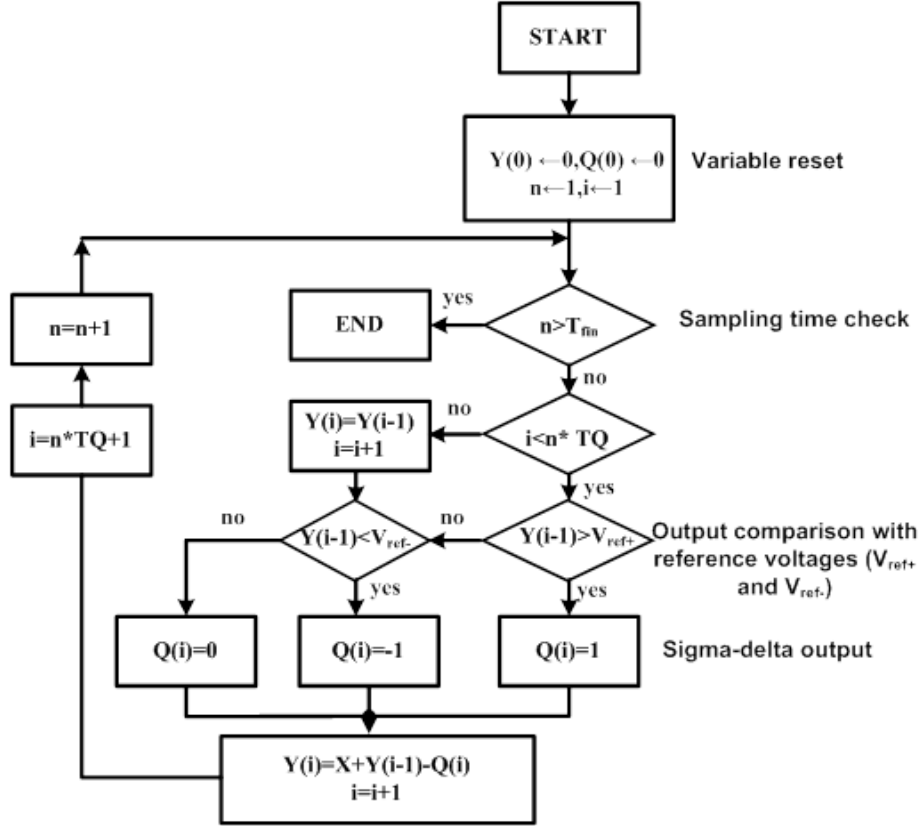 START
Y(0) ←0,Q(0) ←0
n←1,i←1
Variable reset
n=n+1
END
yes
n>Tfin
Sampling time check
no
i=n*TQ+1
Y(i)=Y(i-1)
i=i+1
no
i<n* TQ
yes
no
Y(i-1)<Vref-
no
Y(i-1)>Vref+
Output comparison with
reference voltages (Vref+
and Vref-)
yes
yes
Q(i)=0
Q(i)=-1
Q(i)=1
Sigma-delta output
Y(i)=X+Y(i-1)-Q(i)
i=i+1